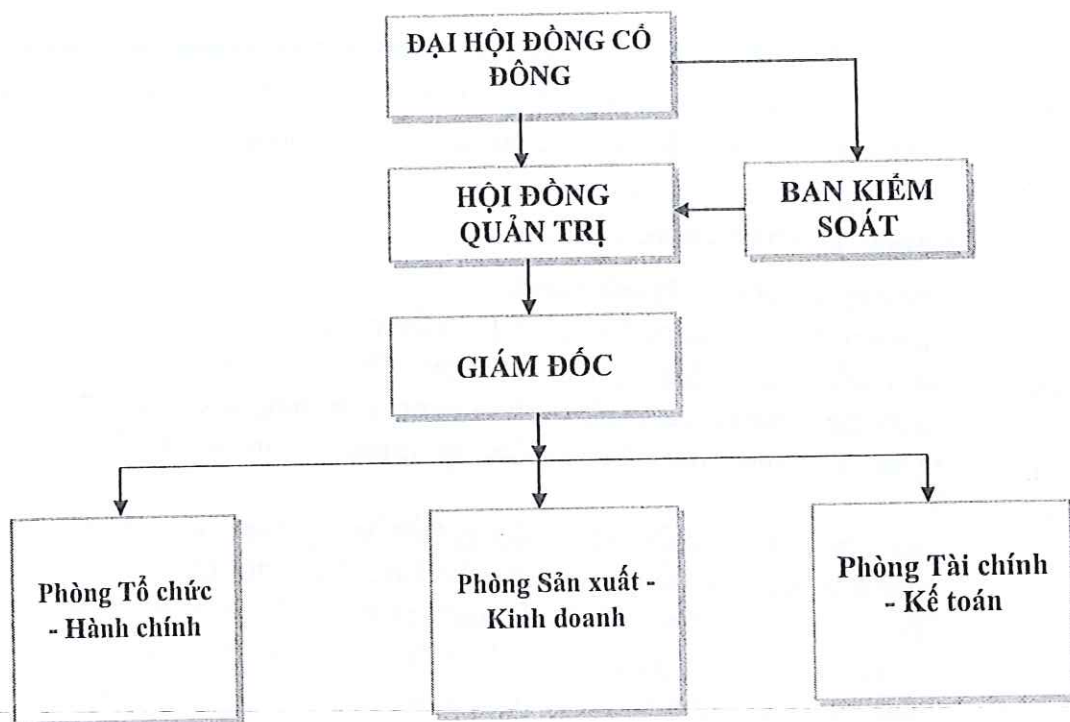 ĐẠI HỘI ĐỒNG CỔ
ĐÔNG
HỘI ĐỒNG
QUẢN TRỊ
BAN KIỂM
SOÁT
GIÁM ĐỐC
Phòng Tổ chức
- Hành chính
Phòng Sản xuất -
Kinh doanh
Phòng Tài chính
- Kế toán